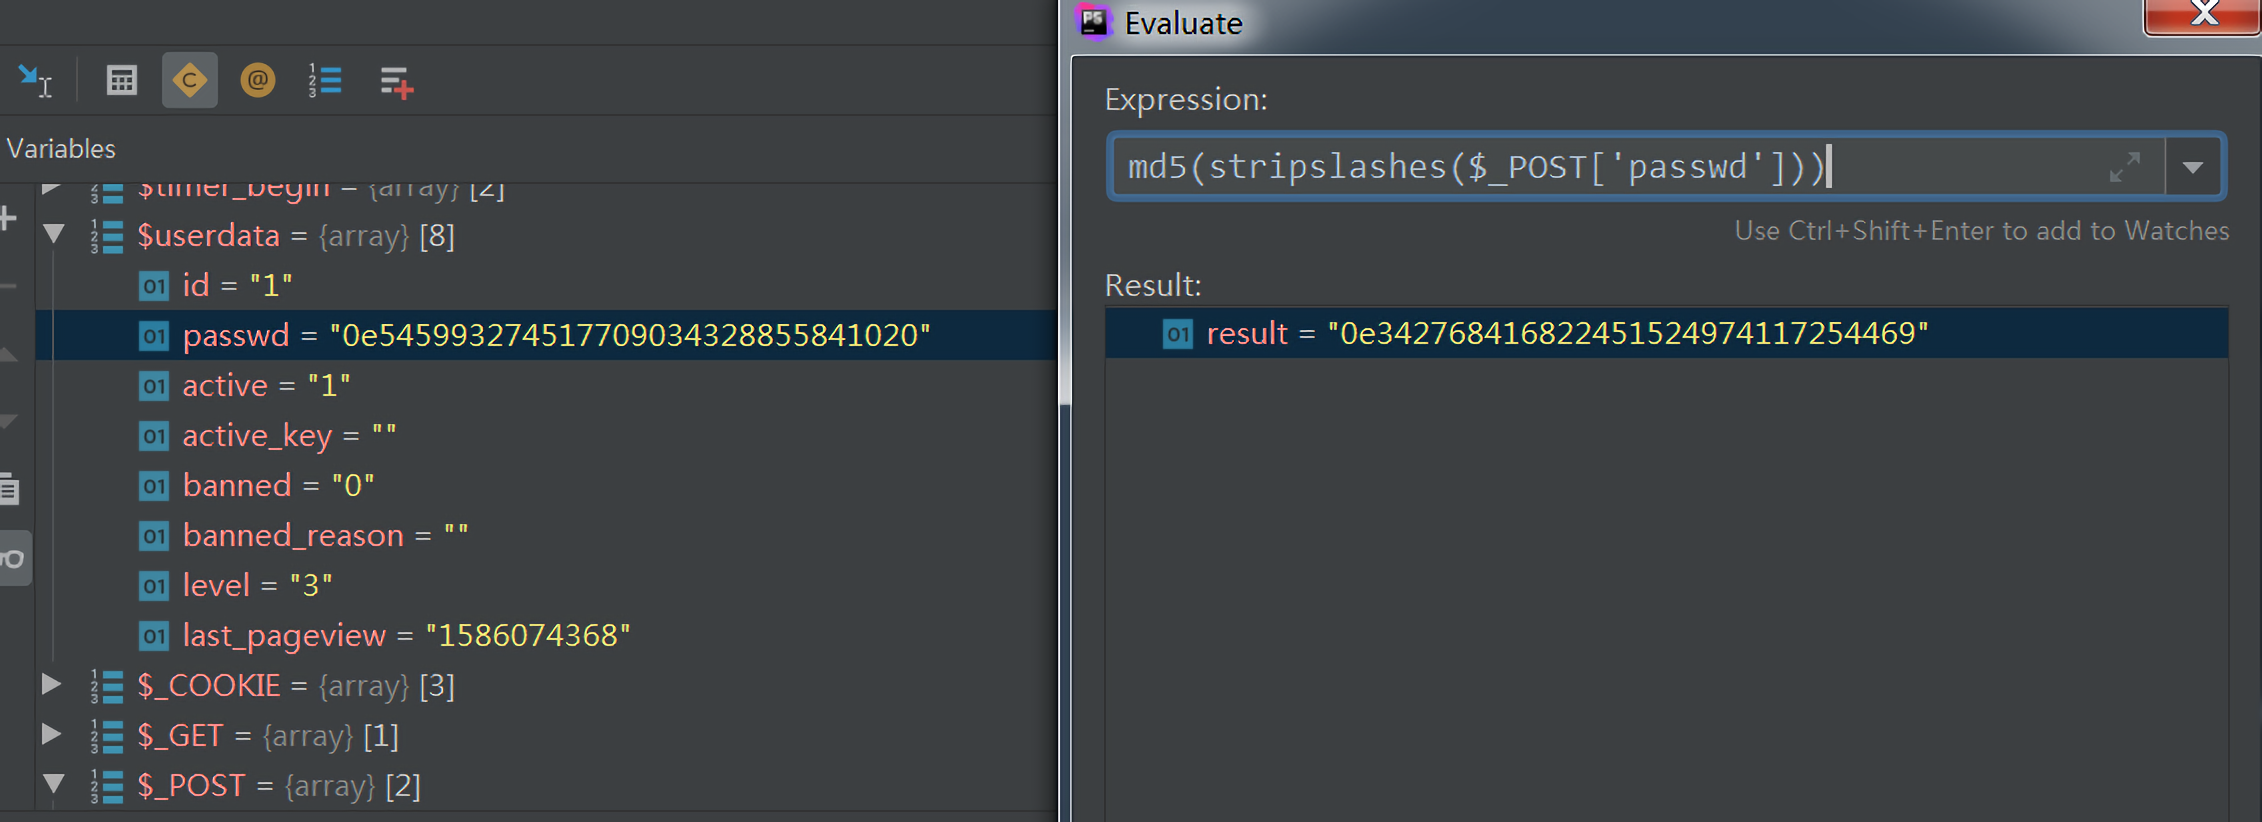 Variables
$timer_begin = {array} [2]
$userdata = {array} [8]
id = "1"
passwd = "0e545993274517709034328855841020"
active = "1"
active_key = ""
banned = "0"
banned_reason = ""
level = "3"
last_pageview = "1586074368"
$_COOKIE = {array} [3]
$_GET = {array} [1]
$_POST = {array} [2]
Evaluate
Expression:
md5(stripslashes($_POST['passwd']))
Use Ctrl+Shift+Enter to add to Watches
Result:
result = "0e342768416822451524974117254469"